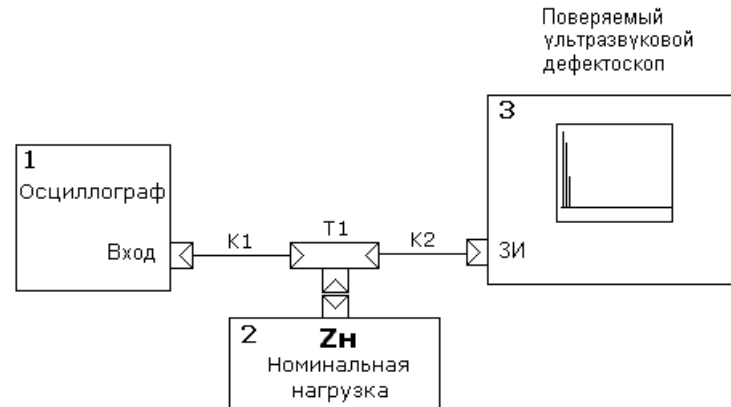 Поверяемый
ультразвуковой
дефектоскоп
3
1
Осциллограф
Вход
К1
Т1
К2
ЗИ
2
Zн
Номинальная
нагрузка